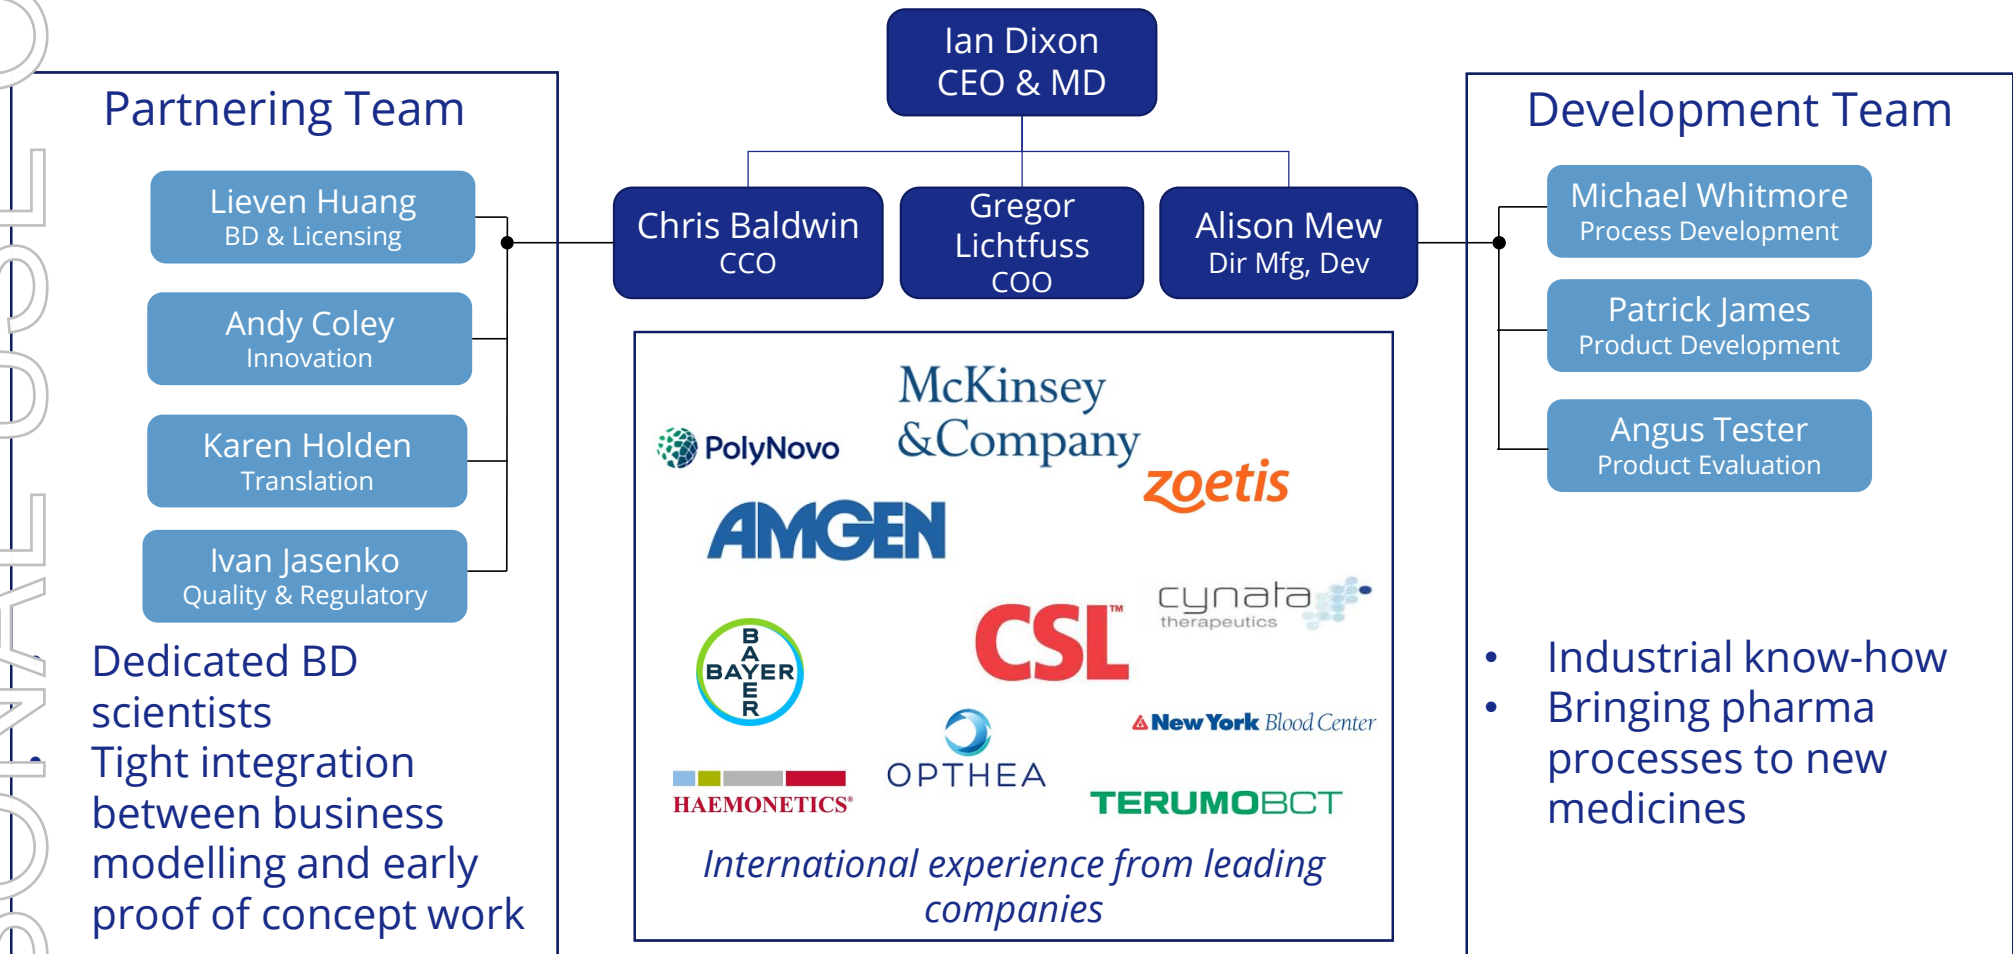 Ian Dixon
CEO & MD
Partnering Team
Lieven Huang
BD & Licensing
Andy Coley
Innovation
Karen Holden
Translation
Ivan Jasenko
Quality & Regulatory
• Dedicated BD
scientists
• Tight integration
between business
modelling and early
proof of concept work
Chris Baldwin
CCO
Gregor
Lichtfuss
COO
Alison Mew
Dir Mfg, Dev
McKinsey
&Company
PolyNovo
zoetis
AMGEN
cynata
therapeutics
CSL™
BAYER
BAYER
New York Blood Center
OPTHEA
HAEMONETICS®
TERUMOBCT
International experience from leading
companies
Development Team
Michael Whitmore
Process Development
Patrick James
Product Development
Angus Tester
Product Evaluation
• Industrial know-how
• Bringing pharma
processes to new
medicines